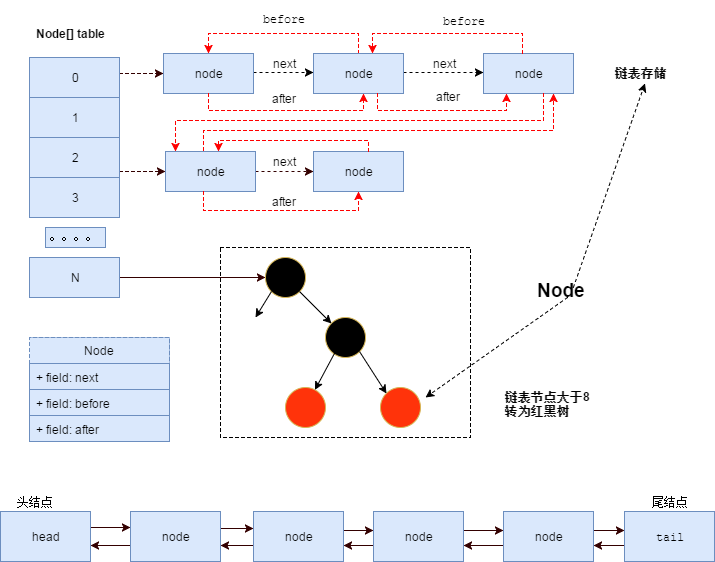 before
before
Node[] table
0
node
next
node
next
node
链表存储
after
after
1
2
node
next
node
3
after
。。。。
N
Node
Node
+ field: next
+ field: before
+ field: after
链表节点大于8
转为红黑树
头结点
尾结点
head
node
node
node
node
tail